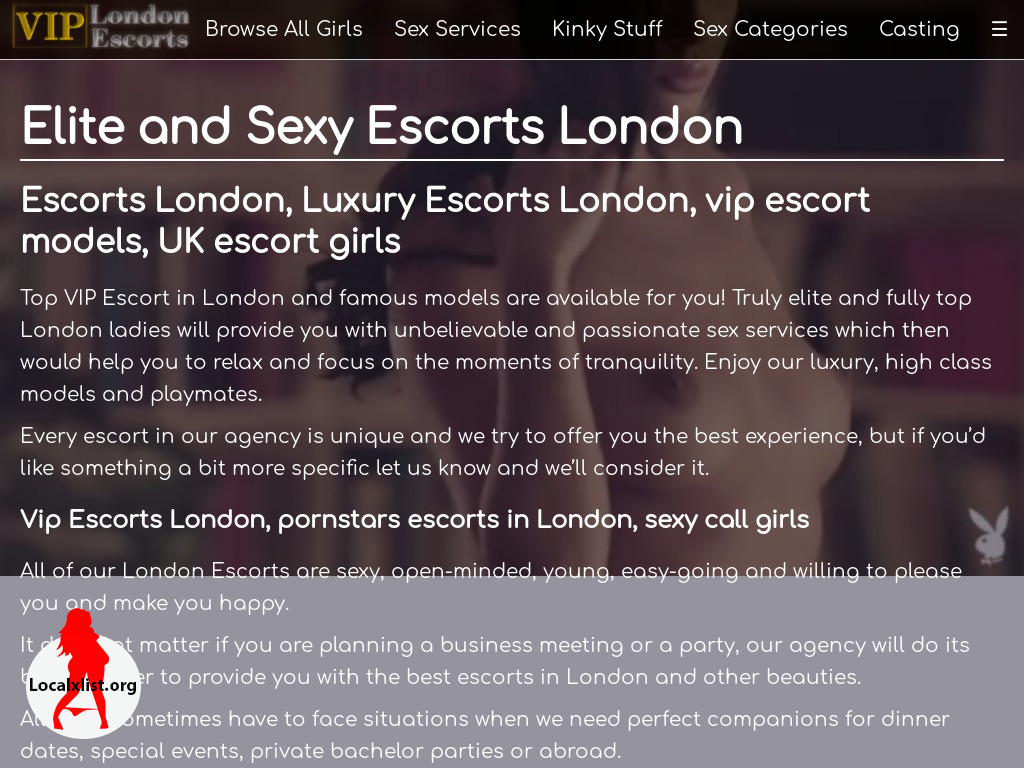 VIP London Escorts
Browse All Girls Sex Services Kinky Stuff Sex Categories Casting ☰
Elite and Sexy Escorts London
Escorts London, Luxury Escorts London, vip escort
models, UK escort girls
Top VIP Escort in London and famous models are available for you! Truly elite and fully top
London ladies will provide you with unbelievable and passionate sex services which then
would help you to relax and focus on the moments of tranquility. Enjoy our luxury, high class
models and playmates.
Every escort in our agency is unique and we try to offer you the best experience, but if you’d
like something a bit more specific let us know and we’ll consider it.
Vip Escorts London, pornstars escorts in London, sexy call girls
All of our London Escorts are sexy, open-minded, young, easy-going and willing to please
you and make you happy.
It matter if you are planning a business meeting or a party, our agency will do its
to provide you with the best escorts in London and other beauties.
Localxlist.org
sometimes have to face situations when we need perfect companions for dinner
dates, special events, private bachelor parties or abroad.